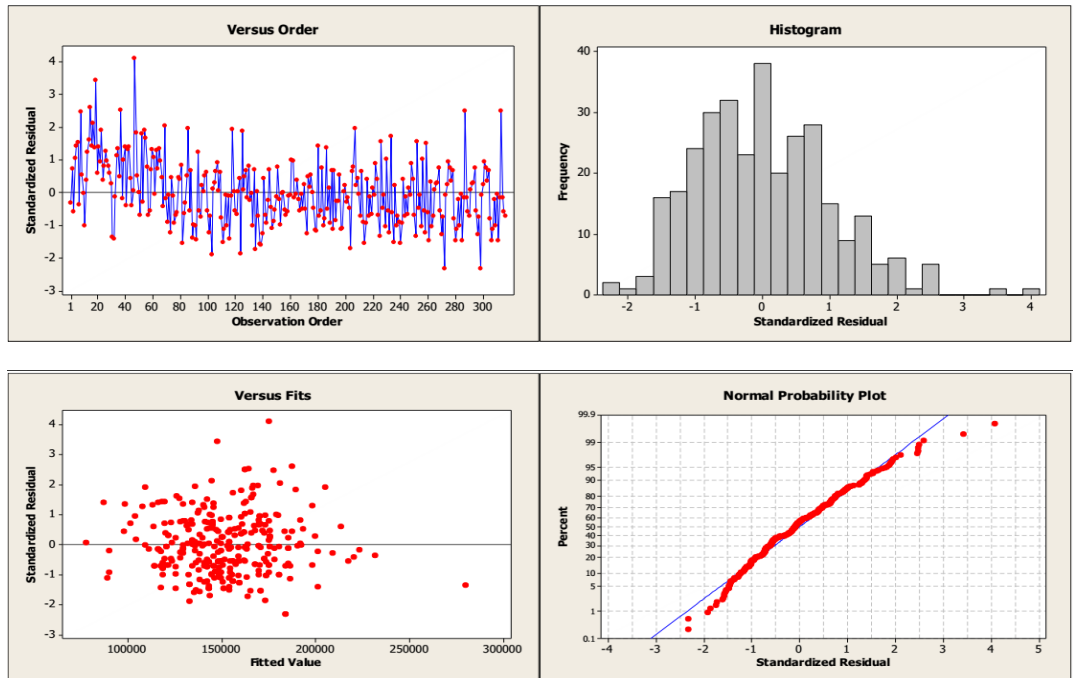 Versus Order
Standardized Residual
4
3
2
1
0
-1
-2
-3
1 20 40 60 80 100 120 140 160 180 200 220 240 260 280 300
Observation Order
Histogram
Frequency
40
30
20
10
0
-2 -1 0 1 2 3 4
Standardized Residual
Versus Fits
Standardized Residual
4
3
2
1
0
-1
-2
-3
100000 150000 200000 250000 300000
Fitted Value
Normal Probability Plot
Percent
99.9
99
95
90
80
70
60
50
40
30
20
10
5
1
0.1
-4 -3 -2 -1 0 1 2 3 4 5
Standardized Residual